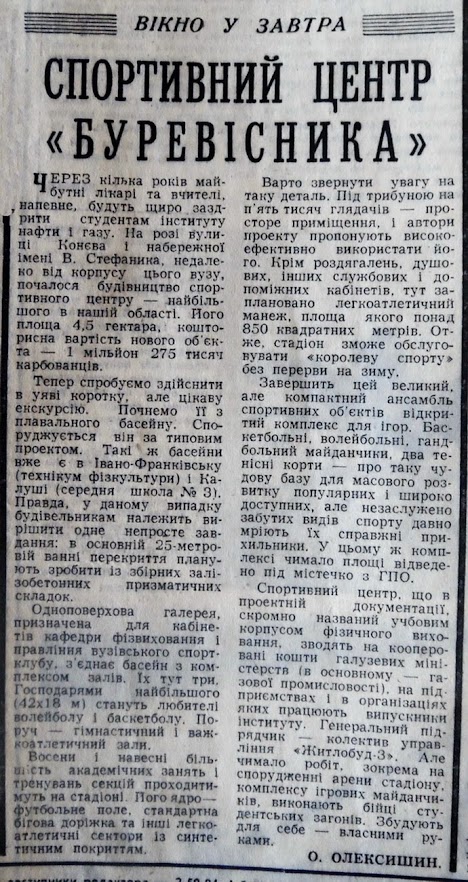 ВІКНО У ЗАВТРА
СПОРТИВНИЙ ЦЕНТР
«БУРЕВІСНИКА»
ЧЕРЕЗ кілька років май-
бутні лікарі та вчителі,
напевне, будуть щиро зазд-
рити студентам інституту
нафти і газу. На розі вули-
ці Конєва і набережної
імені В. Стефаника, недале-
ко від корпусу цього вузу,
почалося будівництво спор-
тивного центру — найбіль-
шого в нашій області. Його
площа 4,5 гектара, кошто-
рисна вартість нового об'єк-
та — 1 мільйон 275 тисяч
карбованців.
Тепер спробуємо здійснити
в уяві коротку, але цікаву
екскурсію. Почнемо її з
плавального басейну. Спо-
руджується він за типовим
проектом. Такі ж басейни
вже є в Івано-Франківську
(технікум фізкультури) і Ка-
луші (середня школа № 3).
Правда, у даному випадку
будівельникам належить ви-
рішити одне непросте зав-
дання: в основній 25-метро-
вій ванні перекриття плану-
ють зробити із збірних залі-
зобетонних призматичних
складок.
Одноповерхова галерея,
призначена для кабіне-
тів кафедри фізвиховання і
правління вузівського спорт-
клубу, з'єднає басейн з ком-
плексом залів. Їх тут три.
Господарями найбільшого
(42х18 м) стануть любителі
волейболу і баскетболу. По-
руч — гімнастичний і важ-
коатлетичний зали.
Восени і навесні біль-
шість академічних занять і
тренувань секцій проходити-
муть на стадіоні. Його ядро—
футбольне поле, стандартна
бігова доріжка та інші легко-
атлетичні сектори із синте-
тичним покриттям.
Варто звернути увагу на
таку деталь. Під трибуною на
п'ять тисяч глядачів — про-
сторе приміщення, і автори
проекту пропонують високо-
ефективно використати йо-
го. Крім роздягалень, душо-
вих, інших службових і до-
поміжних кабінетів, тут за-
плановано легкоатлетичний
манеж, площа якого понад
850 квадратних метрів. От-
же, стадіон зможе обслуго-
вувати «королеву спорту»
без перерви на зиму.
Завершить цей великий,
але компактний ансамбль
спортивних об'єктів відкри-
тий комплекс для ігор. Бас-
кетбольні, волейбольні, ганд-
больний майданчики, два те-
нісні корти — про таку чу-
дову базу для масового роз-
витку популярних і широко
доступних, але незаслужено
забутих видів спорту давно
мріють їх справжні при-
хильники. У цьому ж комп-
лексі чимало площі відведе-
но під містечко з ГПО.
Спортивний центр, що в
проектній документації,
скромно названий учбовим
корпусом фізичного вихо-
вання, зводять на коопero-
вані кошти галузевих міні-
стерств (в основному — га-
зової промисловості), на під-
приємствах і в організаціях
яких працюють випускники
інституту. Генеральний під-
рядчик — колектив управ-
ління «Житлобуд-3». Але
чимало робіт, зокрема на
спорудженні арени стадіону,
комплексу ігрових майданчи-
ків, виконають бійці сту-
дентських загонів. Збудують
для себе — власними ру-
ками.
О. ОЛЕКСИШИН.